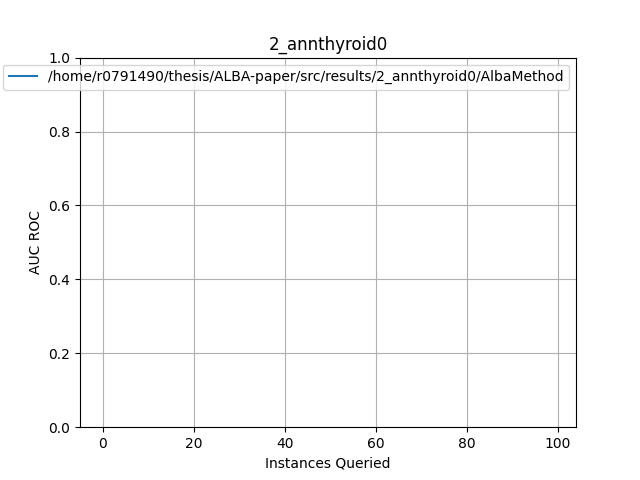 2_annthyroid0
/home/r0791490/thesis/ALBA-paper/src/results/2_annthyroid0/AlbaMethod
1.0
0.8
0.6
0.4
0.2
0.0
AUC ROC
0 20 40 60 80 100
Instances Queried